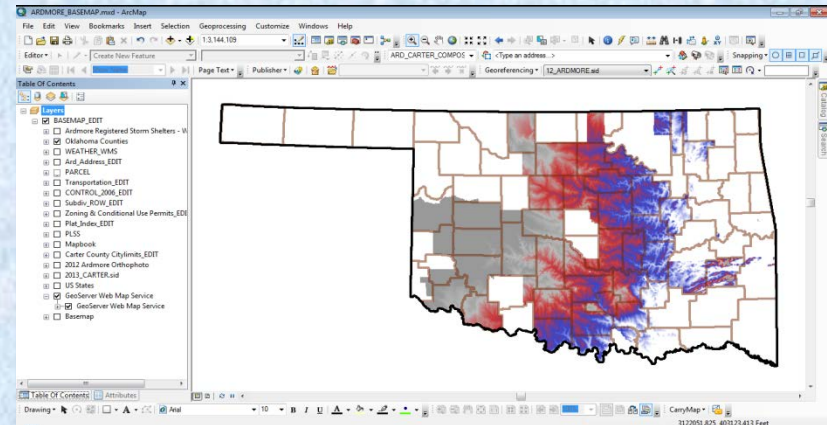 ARDMORE_BASEMAP.mxd - ArcMap
File Edit View Bookmarks Insert Selection Geoprocessing Customize Windows Help
1:3,144,109
Editor Create New Feature ARD_CARTER_COMPOS <Type an address...> Snapping
Page Text Publisher Georeferencing 12_ARDMORE.sid
Table Of Contents
Layers
BASEMAP_EDIT
Ardmore Registered Storm Shelters - W
Oklahoma Counties
WEATHER_WMS
Ard_Address_EDIT
PARCEL
Transportation_EDIT
CONTROL_2006_EDIT
Subdiv_ROW_EDIT
Zoning & Conditional Use Permits_EDI
Plat_Index_EDIT
PLSS
Mapbook
Carter County Citylimits_EDIT
2012 Ardmore Orthophoto
2013_CARTER.sid
US States
GeoServer Web Map Service
GeoServer Web Map Service
Basemap
Catalog
Search
Table Of Contents Attributes
Drawing A Arial 10 B I U A CarryMap
3122051.825 403123.413 Feet